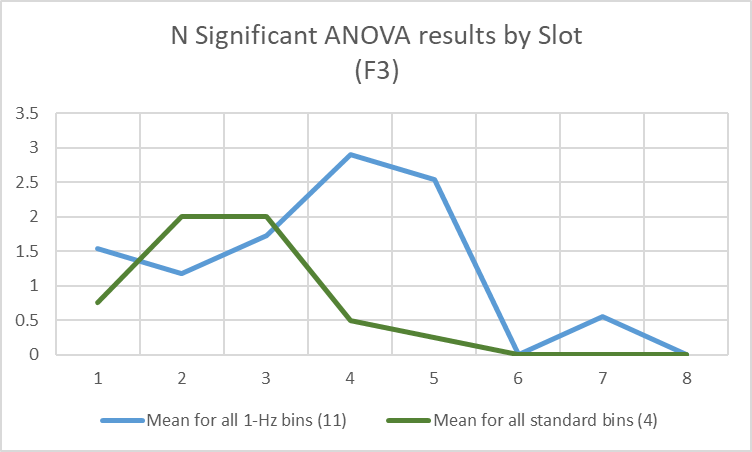 N Significant ANOVA results by Slot
(F3)
3.5
3
2.5
2
1.5
1
0.5
0
1 2 3 4 5 6 7 8
Mean for all 1-Hz bins (11) Mean for all standard bins (4)